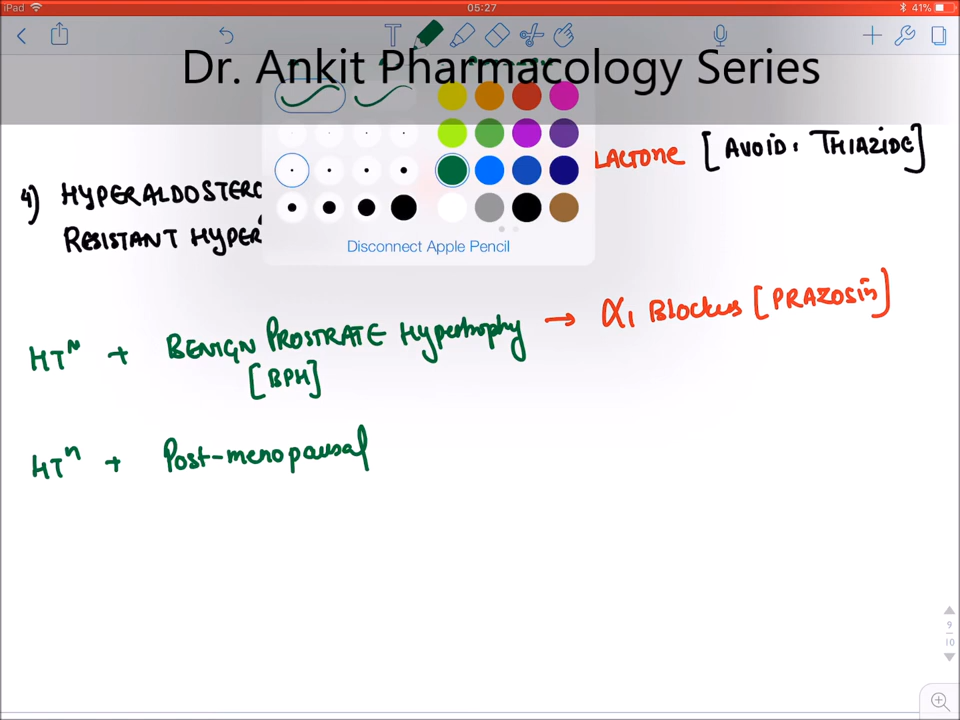 iPad 05:27 41%
T
Dr. Ankit Pharmacology Series
LACTONE [AVOID: THIAZIDE]
4) HYPERALDOSTERO
RESISTANT HYPER
Disconnect Apple Pencil
HTN + BENIGN PROSTRATE Hypertrophy → α1 Blockers [PRAZOSIN]
[BPH]
HTN + Post-menopausal
9
10